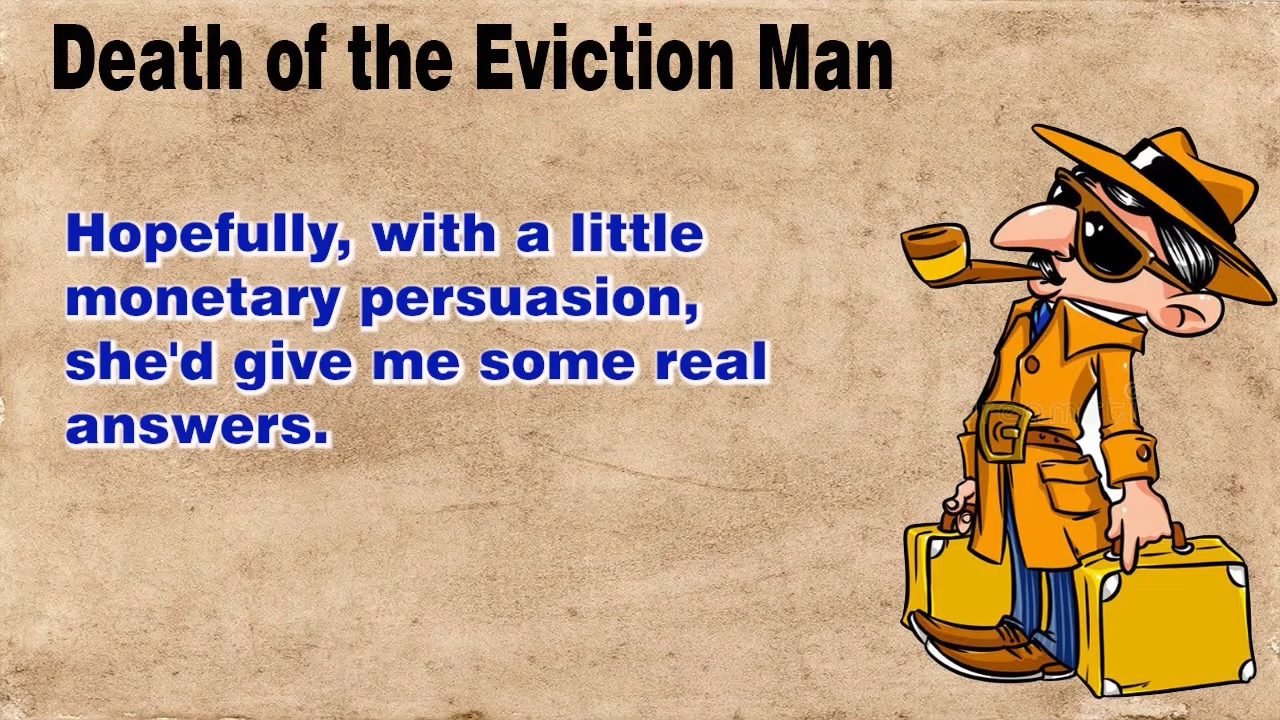 Death of the Eviction Man
Hopefully, with a little
monetary persuasion,
she'd give me some real
answers.